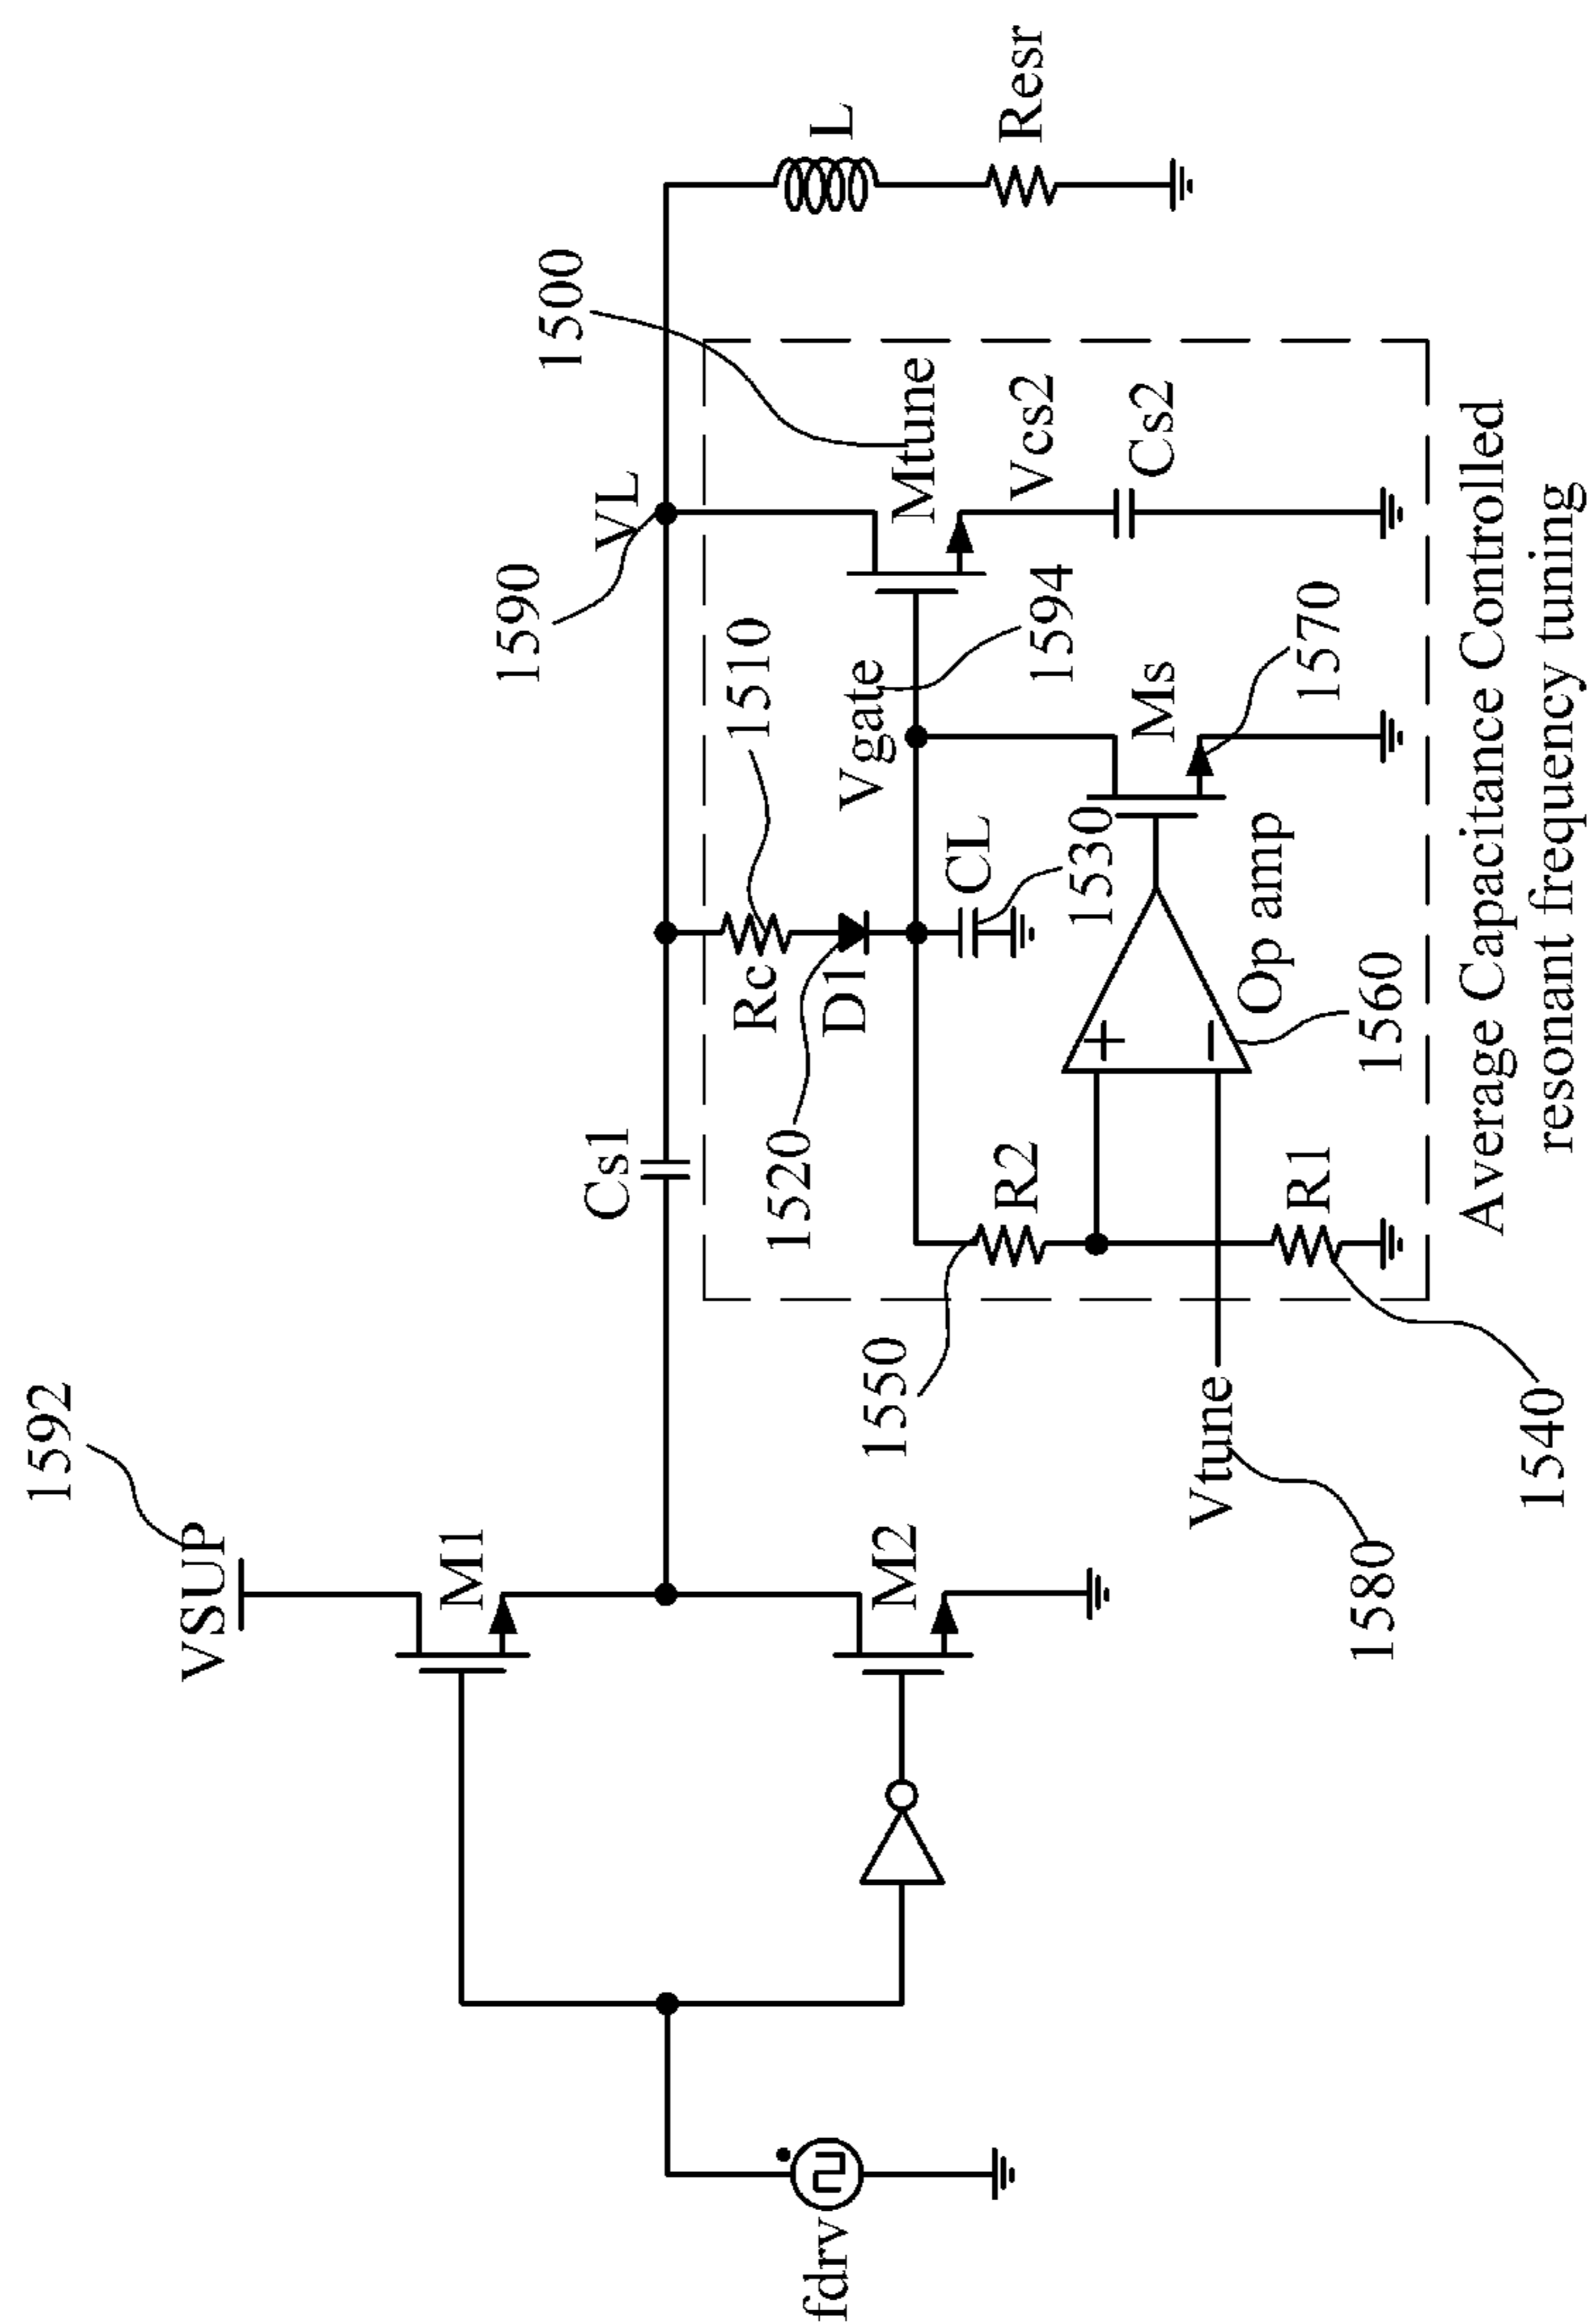 1592
VSUP
M1
M2
fdrv
Cs1
1590
VL
1500
L
Resr
Rc
1510
D1
1520
Vgate
1594
Mtune
Vcs2
Cs2
CL
1530
Ms
1570
Op amp
1560
+
−
R2
1550
R1
1540
Vtune
1580
Average Capacitance Controlled
resonant frequency tuning